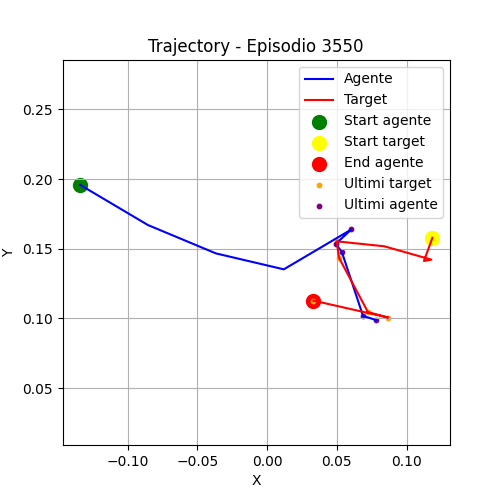 Trajectory - Episodio 3550
Agente
Target
Start agente
Start target
End agente
Ultimi target
Ultimi agente
Y
0.25
0.20
0.15
0.10
0.05
−0.10
−0.05
0.00
0.05
0.10
X